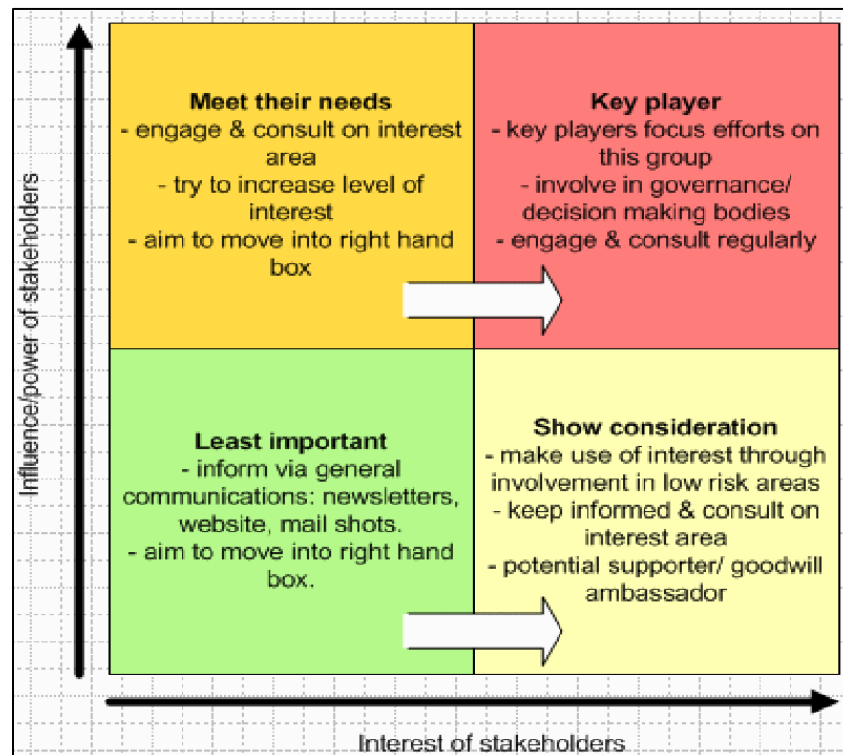 Influence/power of stakeholders
Meet their needs
- engage & consult on interest
area
- try to increase level of
interest
- aim to move into right hand
box
Key player
- key players focus efforts on
this group
- involve in governance/
decision making bodies
- engage & consult regularly
Least important
- inform via general
communications: newsletters,
website, mail shots.
- aim to move into right hand
box.
Show consideration
- make use of interest through
involvement in low risk areas
- keep informed & consult on
interest area
- potential supporter/ goodwill
ambassador
Interest of stakeholders